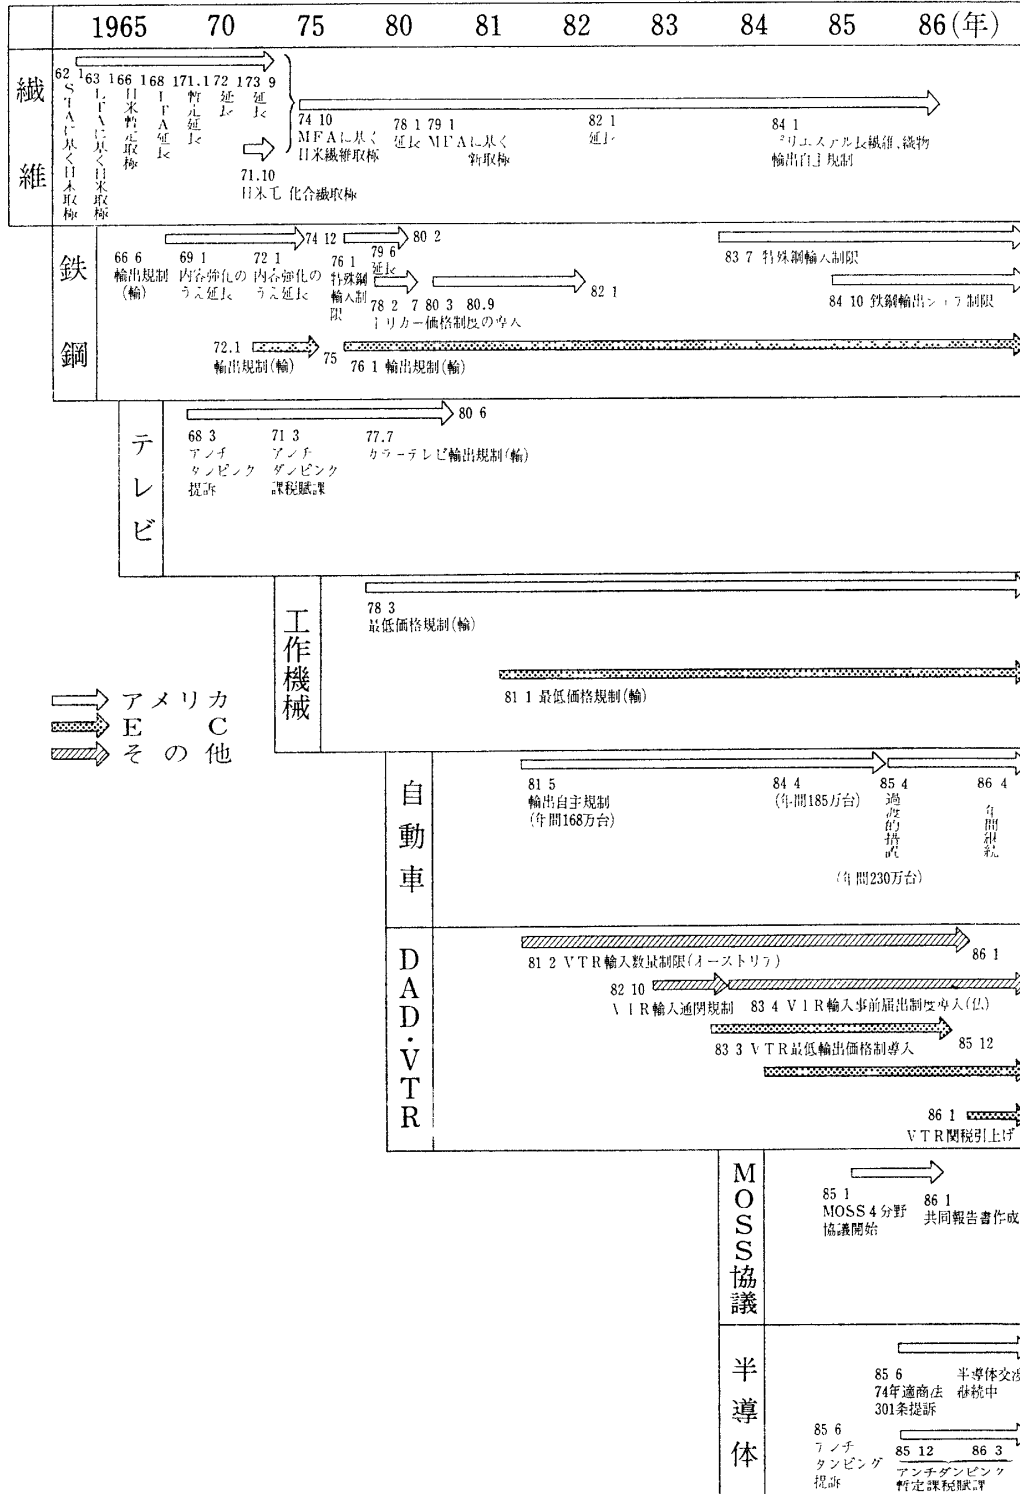 1965 70 75 80 81 82 83 84 85 86(年)
繊維
62 1 STAに基く日米取極
63 1 LTAに基く日米取極
66 1 日米暫定取極
68 1 LFA延長
71.1 暫定延長
72 1 延長
73 9 延長
71.10
日米毛 化合繊取極
74 10
MFAに基く
日米繊維取極
78 1
延長
79 1
MFAに基く
新取極
82 1
延長
84 1
ポリエステル長繊維、織物
輸出自主規制
鉄鋼
66 6
輸出規制
(輸)
69 1
内容強化の
うえ延長
72 1
内容強化の
うえ延長
74 12
76 1
特殊鋼
輸入制
限
79 6
延長
80 2
78 2 7 80 3 80.9
トリガー価格制度の導入
82 1
83 7 特殊鋼輸入制限
84 10 鉄鋼輸出シェア制限
72.1
輸出規制(輸)
75
76 1 輸出規制(輸)
テレビ
68 3
アンチ
ダンピンク
提訴
71 3
アンチ
ダンピンク
課税賦課
77.7
カラーテレビ輸出規制(輸)
80 6
工作機械
78 3
最低価格規制(輸)
81 1 最低価格規制(輸)
アメリカ
EC
その他
自動車
81 5
輸出自主規制
(年間168万台)
84 4
(年間185万台)
85 4
過渡的措置
(年間230万台)
86 4
年間継続
DAD・VTR
81 2 VTR輸入数量制限(オーストリア)
86 1
82 10
VTR輸入通関規制
83 4 VTR輸入事前届出制度導入(仏)
83 3 VTR最低輸出価格制導入
85 12
86 1
VTR関税引上げ
MOSS協議
85 1
MOSS 4分野
協議開始
86 1
共同報告書作成
半導体
85 6
74年通商法
301条提訴
半導体交渉
継続中
85 6
アンチ
ダンピング
提訴
85 12 86 3
アンチダンピンク
暫定課税賦課